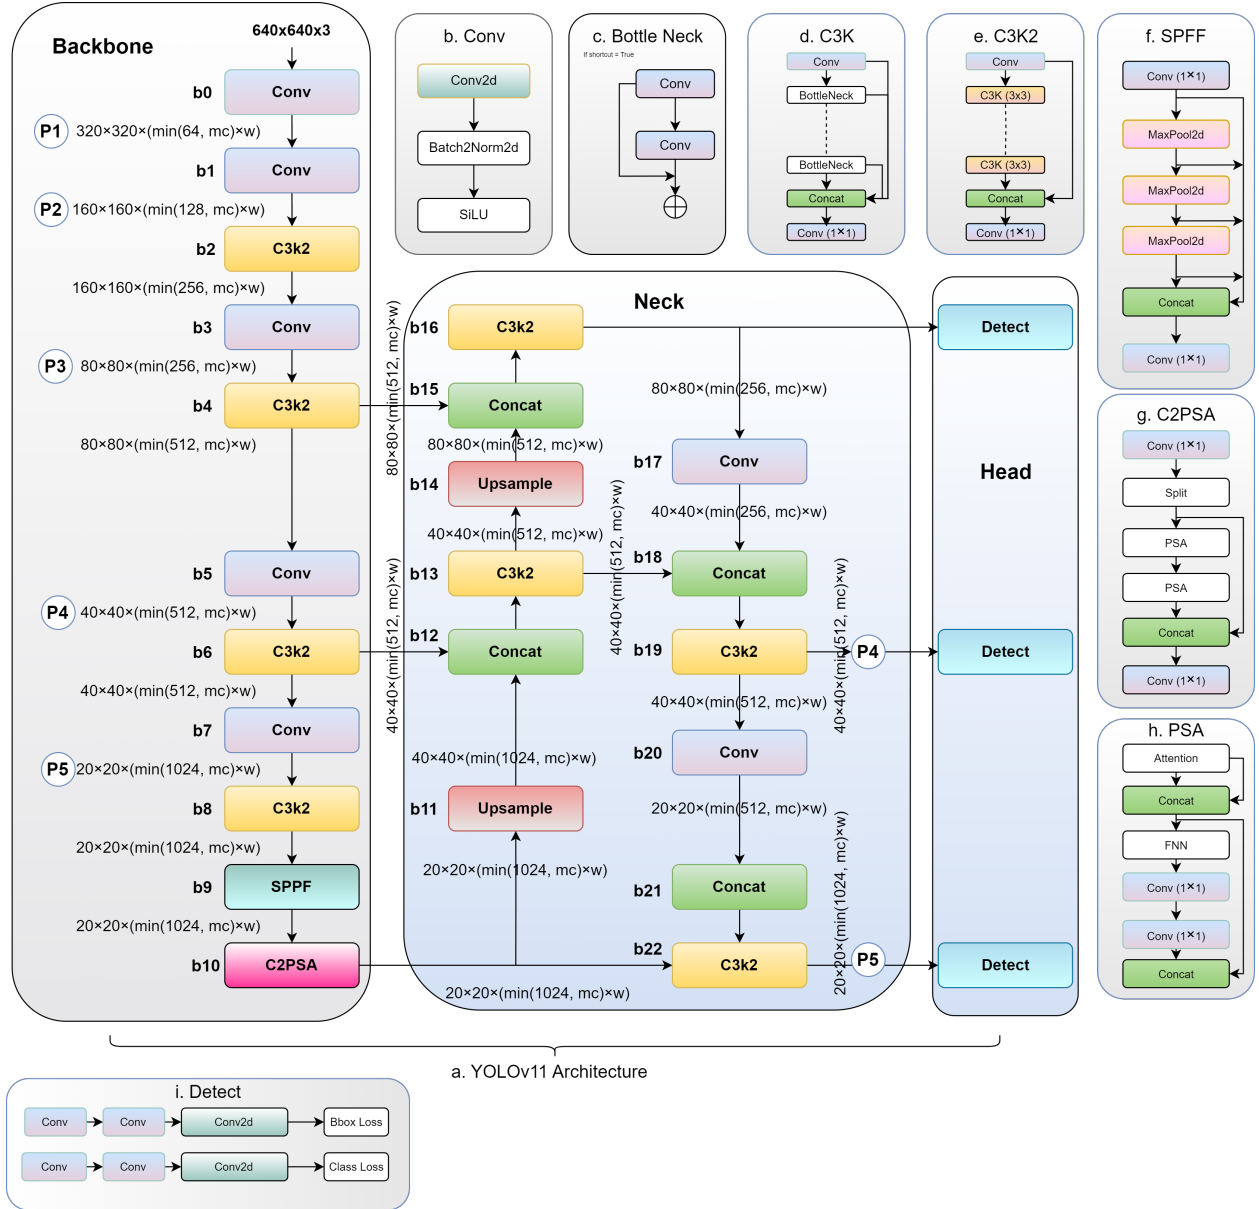 Backbone
640x640x3
b0
Conv
P1
320×320×(min(64, mc)×w)
b1
Conv
P2
160×160×(min(128, mc)×w)
b2
C3k2
160×160×(min(256, mc)×w)
b3
Conv
P3
80×80×(min(256, mc)×w)
b4
C3k2
80×80×(min(512, mc)×w)
b5
Conv
P4
40×40×(min(512, mc)×w)
b6
C3k2
40×40×(min(512, mc)×w)
b7
Conv
P5
20×20×(min(1024, mc)×w)
b8
C3k2
20×20×(min(1024, mc)×w)
b9
SPPF
20×20×(min(1024, mc)×w)
b10
C2PSA
b. Conv
Conv2d
Batch2Norm2d
SiLU
c. Bottle Neck
If shortcut = True
Conv
Conv
d. C3K
Conv
BottleNeck
BottleNeck
Concat
Conv (1×1)
e. C3K2
Conv
C3K (3x3)
C3K (3x3)
Concat
Conv (1×1)
f. SPFF
Conv (1×1)
MaxPool2d
MaxPool2d
MaxPool2d
Concat
Conv (1×1)
Neck
b16
C3k2
80×80×(min(512, mc)×w)
b15
Concat
80×80×(min(512, mc)×w)
b14
Upsample
40×40×(min(512, mc)×w)
b13
C3k2
b12
Concat
40×40×(min(512, mc)×w)
40×40×(min(1024, mc)×w)
b11
Upsample
20×20×(min(1024, mc)×w)
20×20×(min(1024, mc)×w)
80×80×(min(256, mc)×w)
b17
Conv
40×40×(min(256, mc)×w)
40×40×(min(512, mc)×w)
b18
Concat
b19
C3k2
40×40×(min(512, mc)×w)
P4
40×40×(min(512, mc)×w)
b20
Conv
20×20×(min(512, mc)×w)
b21
Concat
b22
C3k2
20×20×(min(1024, mc)×w)
P5
Detect
Head
Detect
Detect
g. C2PSA
Conv (1×1)
Split
PSA
PSA
Concat
Conv (1×1)
h. PSA
Attention
Concat
FNN
Conv (1×1)
Conv (1×1)
Concat
a. YOLOv11 Architecture
i. Detect
Conv
Conv
Conv2d
Bbox Loss
Conv
Conv
Conv2d
Class Loss